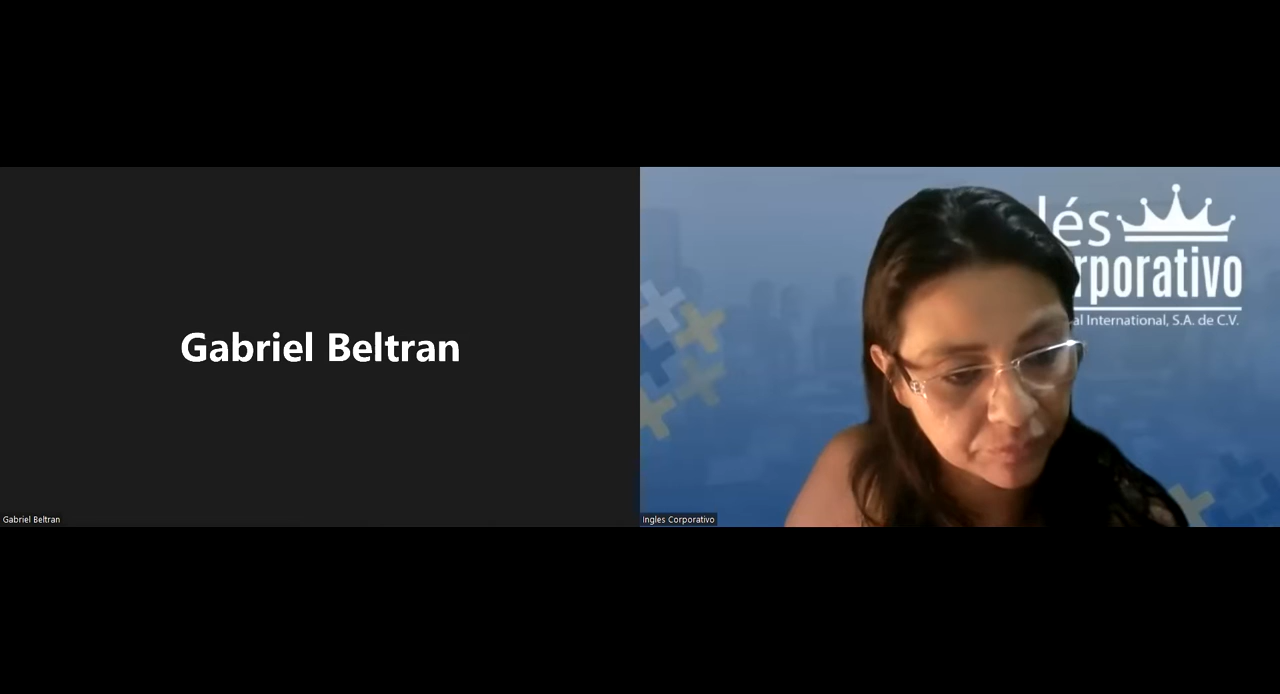 Gabriel Beltran
Gabriel Beltran
lés
rporativo
al International, S.A. de C.V.
Ingles Corporativo